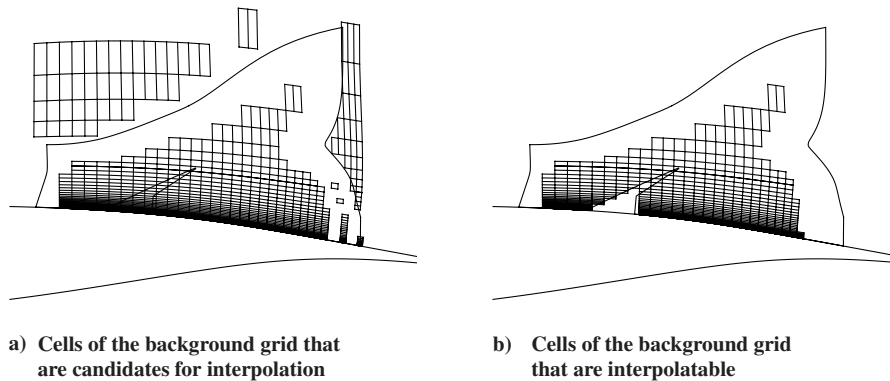 a) Cells of the background grid that
are candidates for interpolation
b) Cells of the background grid
that are interpolatable